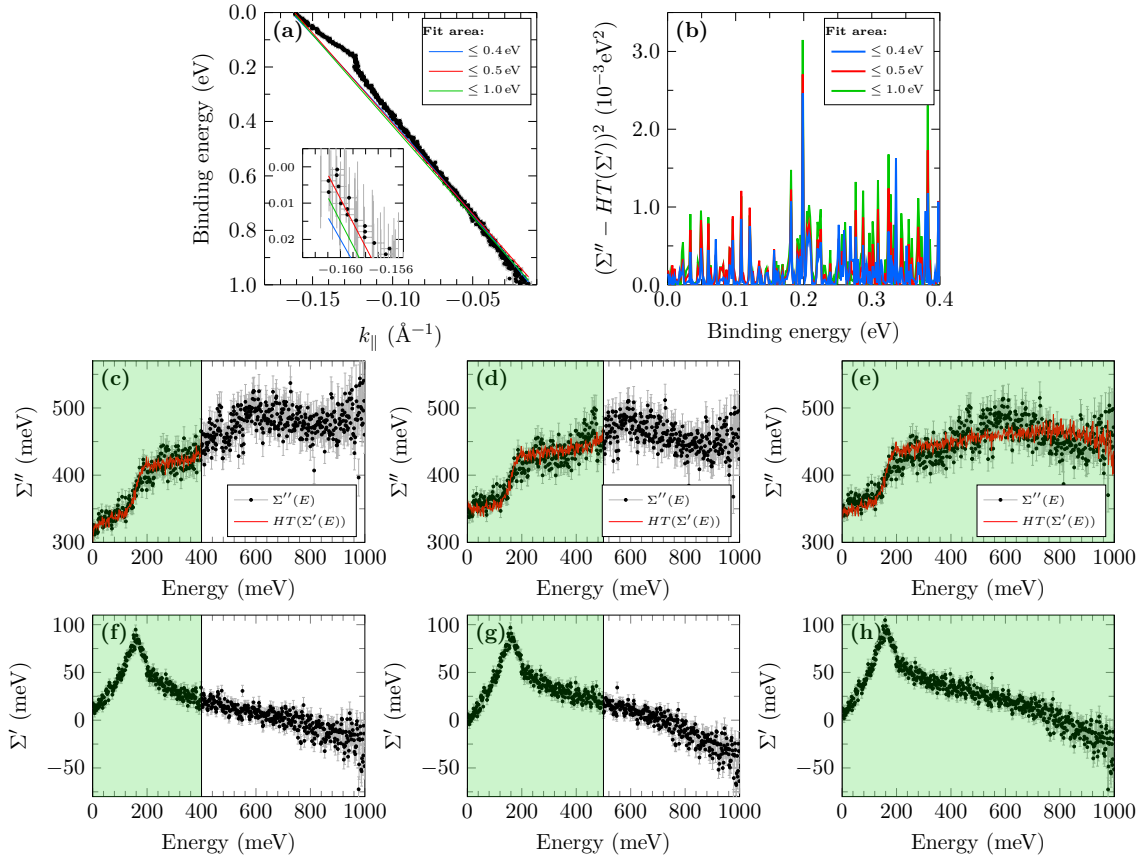 (a)
Fit area:
≤ 0.4 eV
≤ 0.5 eV
≤ 1.0 eV
0.0
0.2
0.4
0.6
0.8
1.0
Binding energy (eV)
0.00
−0.01
0.02
−0.160
−0.156
−0.15
−0.10
−0.05
k∥ (Å⁻¹)
(b)
Fit area:
≤ 0.4 eV
≤ 0.5 eV
≤ 1.0 eV
3.0
2.0
1.0
0.0
(Σ′′ − HT(Σ′))² (10⁻³eV²)
0.0 0.1 0.2 0.3 0.4
Binding energy (eV)
(c)
500
400
300
Σ′′ (meV)
Σ′′(E)
HT(Σ′(E))
0 200 400 600 800 1000
Energy (meV)
(d)
500
400
300
Σ′′ (meV)
Σ′′(E)
HT(Σ′(E))
0 200 400 600 800 1000
Energy (meV)
(e)
500
400
300
Σ′′ (meV)
Σ′′(E)
HT(Σ′(E))
0 200 400 600 800 1000
Energy (meV)
(f)
100
50
0
−50
Σ′ (meV)
0 200 400 600 800 1000
Energy (meV)
(g)
100
50
0
−50
Σ′ (meV)
0 200 400 600 800 1000
Energy (meV)
(h)
100
50
0
−50
Σ′ (meV)
0 200 400 600 800 1000
Energy (meV)